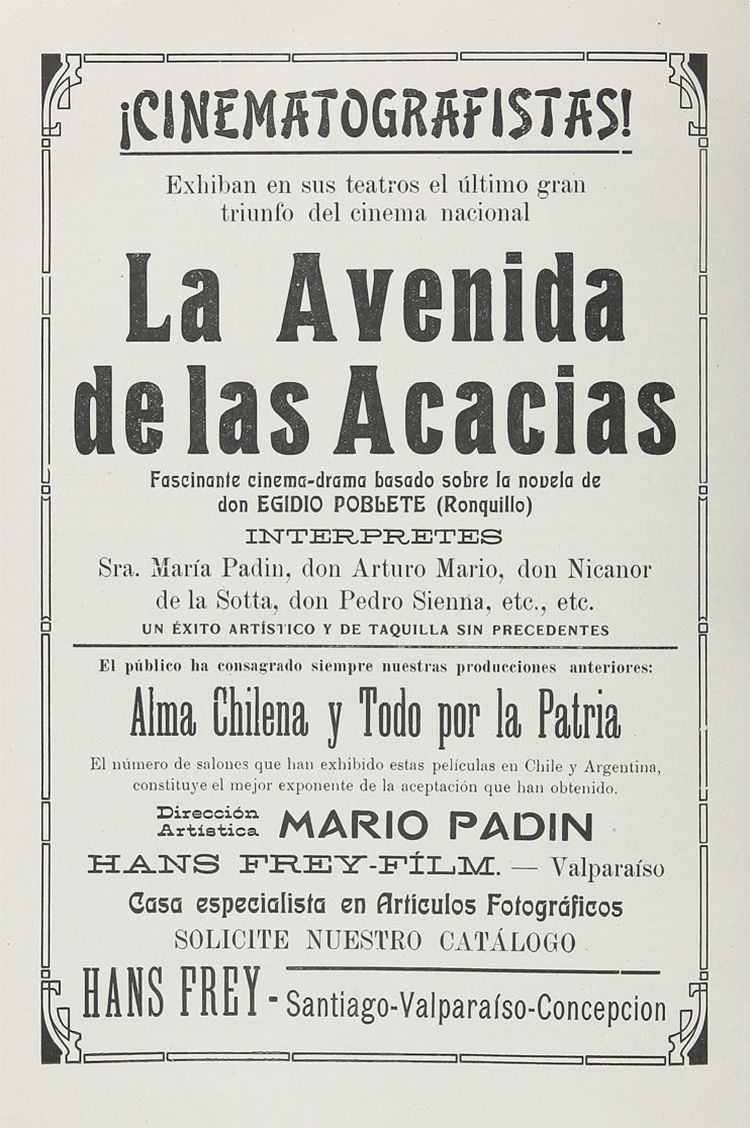 ¡CINEMATOGRAFISTAS!
Exhiban en sus teatros el último gran
triunfo del cinema nacional
La Avenida
de las Acacias
Fascinante cinema-drama basado sobre la novela de
don EGIDIO POBLETE (Ronquillo)
INTERPRETES
Sra. María Padin, don Arturo Mario, don Nicanor
de la Sotta, don Pedro Sienna, etc., etc.
UN ÉXITO ARTÍSTICO Y DE TAQUILLA SIN PRECEDENTES
El público ha consagrado siempre nuestras producciones anteriores:
Alma Chilena y Todo por la Patria
El número de salones que han exhibido estas películas en Chile y Argentina,
constituye el mejor exponente de la aceptación que han obtenido.
Dirección
Artística MARIO PADIN
HANS FREY-FÍLM. — Valparaíso
Casa especialista en Artículos Fotográficos
SOLICITE NUESTRO CATÁLOGO
HANS FREY - Santiago-Valparaíso-Concepcion